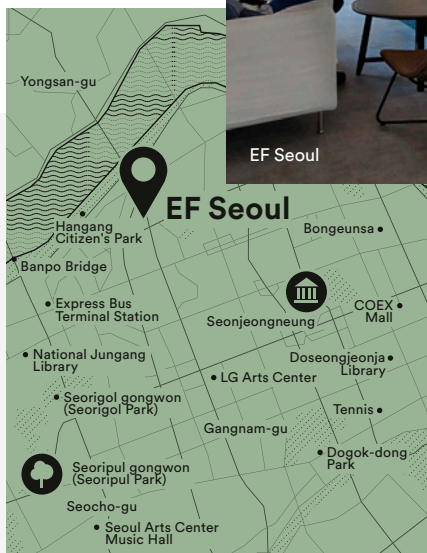 EF Seoul
Yongsan-gu
EF Seoul
Hangang
Citizen's Park
Bongeunsa
Banpo Bridge
Express Bus
Terminal Station
Seonjeongneung
COEX
Mall
National Jungang
Library
Doseongjeonja
Library
LG Arts Center
Seorigol gongwon
(Seorigol Park)
Tennis
Gangnam-gu
Dogok-dong
Park
Seoripul gongwon
(Seoripul Park)
Seocho-gu
Seoul Arts Center
Music Hall